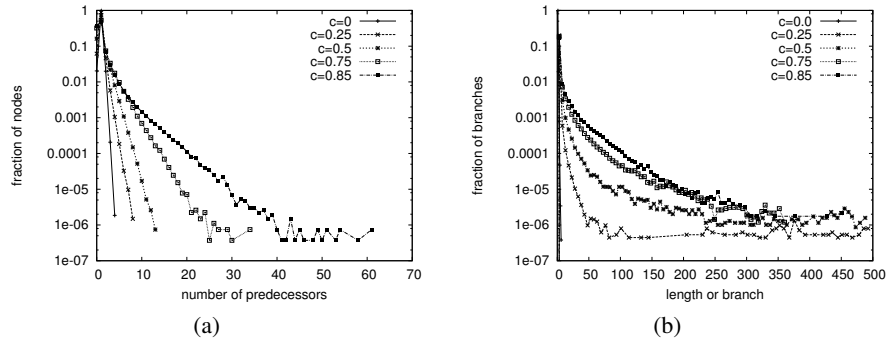 1
0.1
0.01
0.001
0.0001
1e-05
1e-06
1e-07
fraction of nodes
0 10 20 30 40 50 60 70
number of predecessors
c=0
c=0.25
c=0.5
c=0.75
c=0.85
(a)
1
0.1
0.01
0.001
0.0001
1e-05
1e-06
1e-07
fraction of branches
0 50 100 150 200 250 300 350 400 450 500
length or branch
c=0.0
c=0.25
c=0.5
c=0.75
c=0.85
(b)